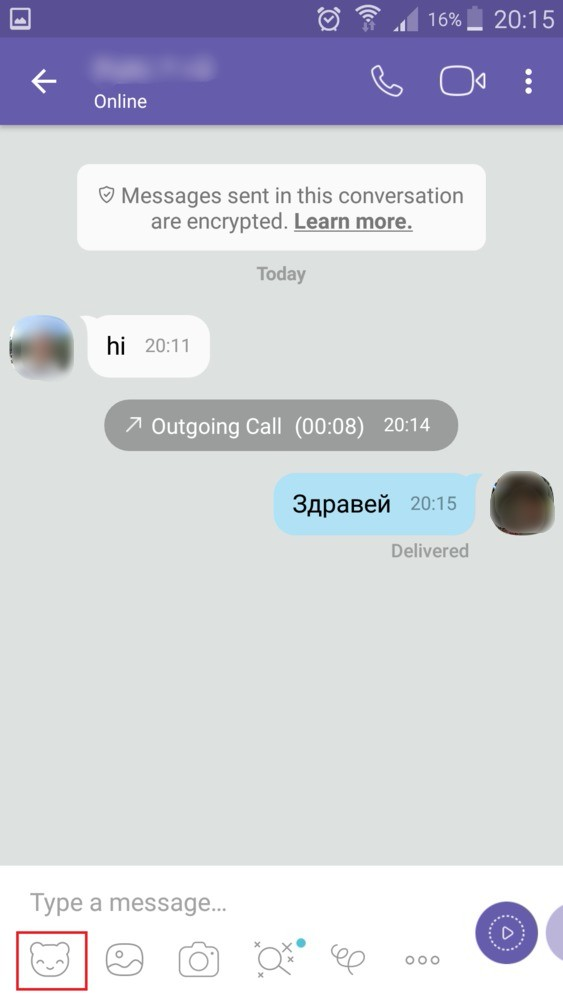 16% 20:15
Online
Messages sent in this conversation
are encrypted. Learn more.
Today
hi 20:11
Outgoing Call (00:08) 20:14
Здравей 20:15
Delivered
Type a message...